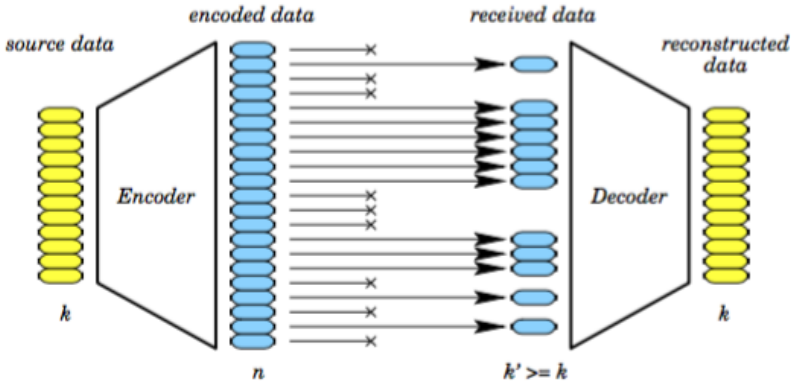 encoded data
received data
source data
reconstructed
data
Encoder
Decoder
k
k
n
k' >= k